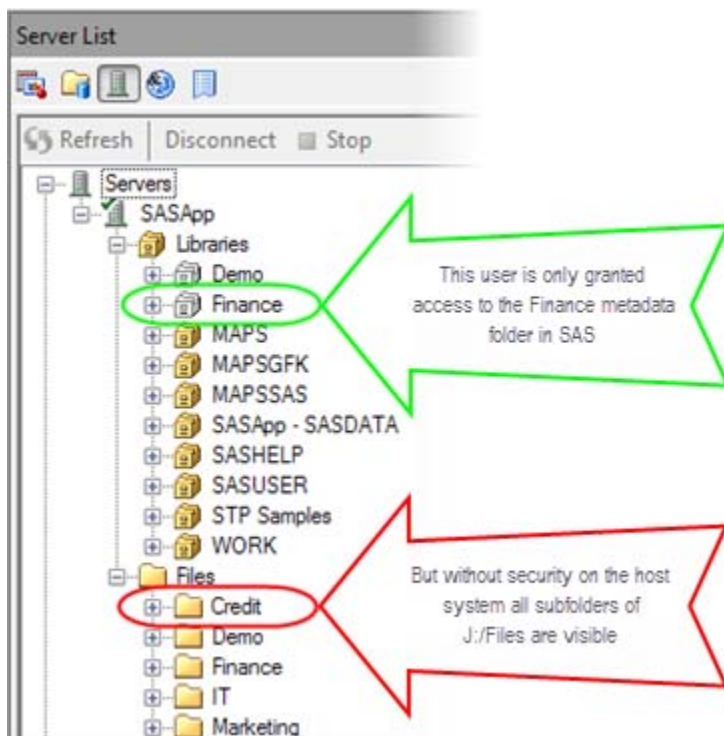 Server List
Refresh Disconnect Stop
Servers
SASApp
Libraries
Demo
Finance
MAPS
MAPSGFK
MAPSSAS
SASApp - SASDATA
SASHELP
SASUSER
STP Samples
WORK
Files
Credit
Demo
Finance
IT
Marketing
This user is only granted
access to the Finance metadata
folder in SAS
But without security on the host
system all subfolders of
J:/Files are visible